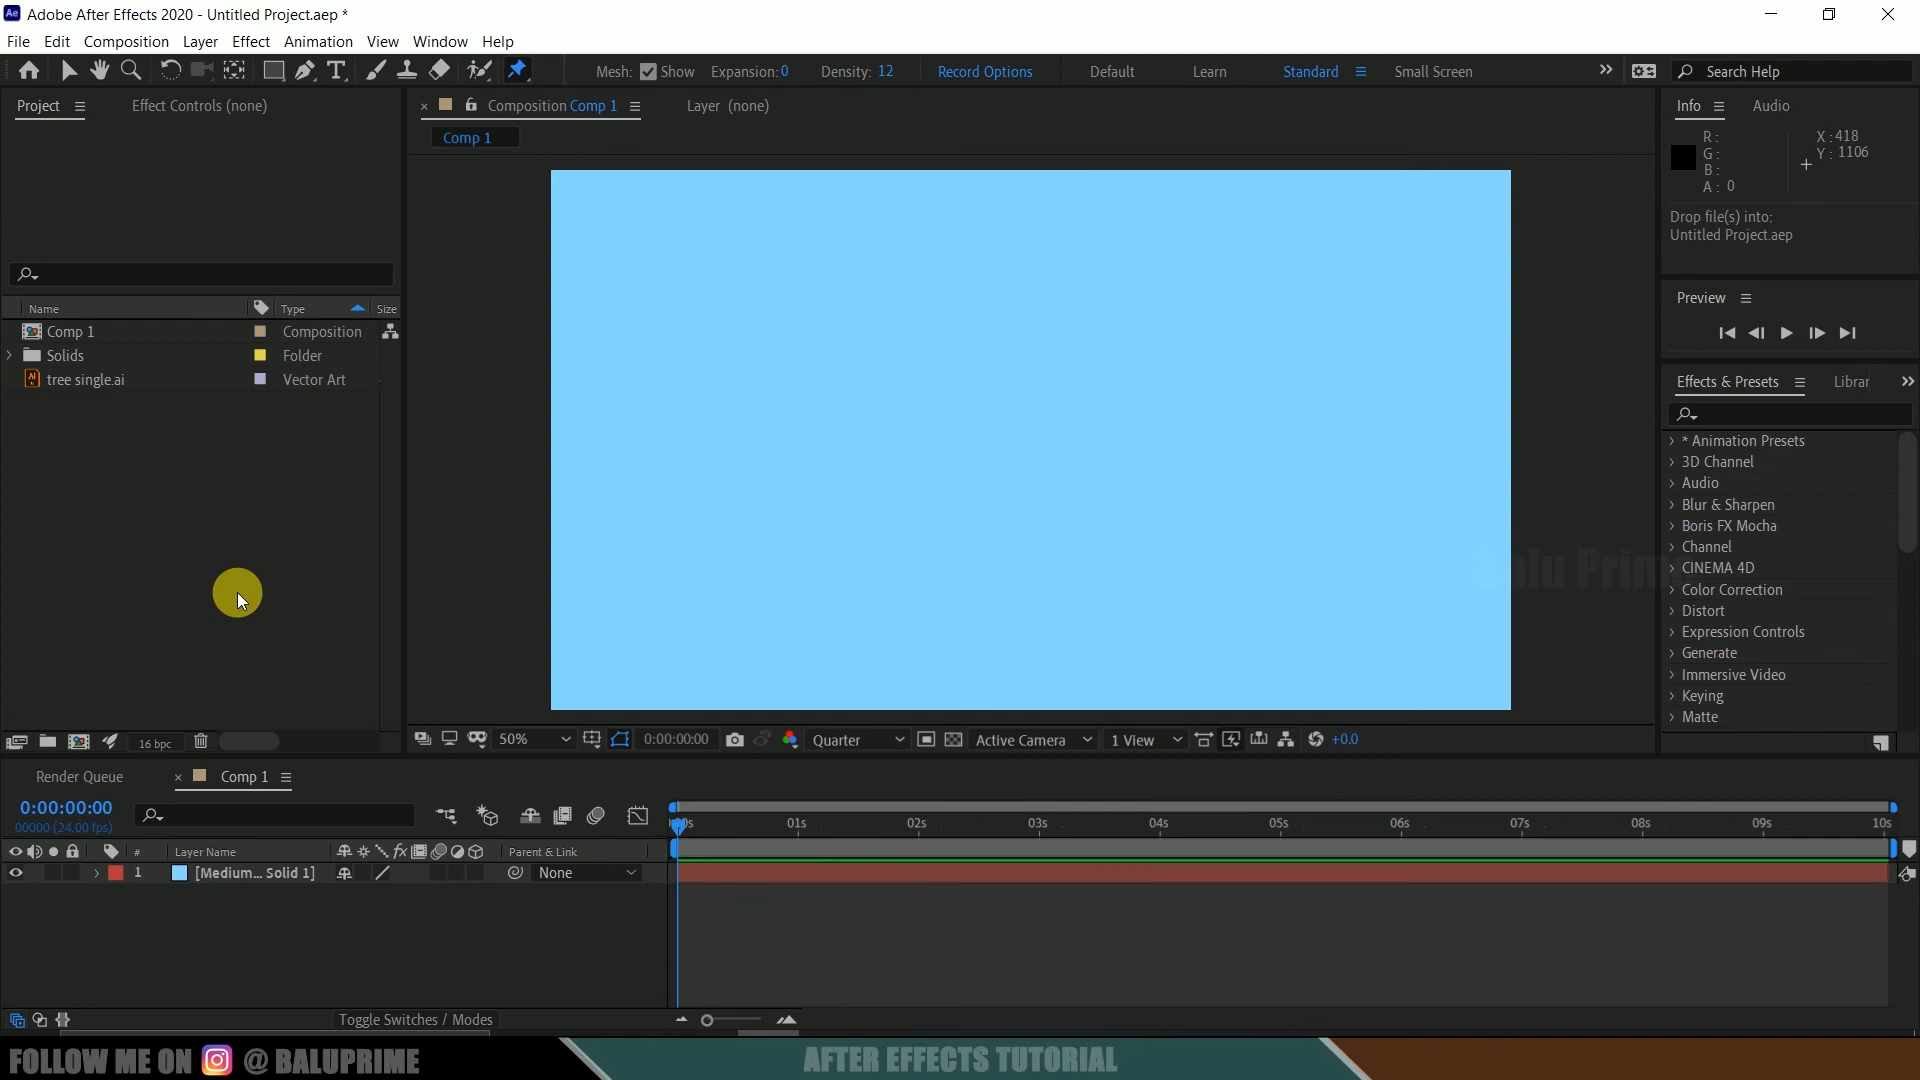 Adobe After Effects 2020 - Untitled Project.aep *
File Edit Composition Layer Effect Animation View Window Help
Mesh: Show Expansion: 0 Density: 12 Record Options Default Learn Standard Small Screen Search Help
Project Effect Controls (none)
Composition Comp 1 Layer (none)
Comp 1
Info Audio
R:
G:
B:
A: 0
X: 418
Y: 1106
Drop file(s) into:
Untitled Project.aep
Preview
Name Type Size
Comp 1 Composition
Solids Folder
tree single.ai Vector Art
Effects & Presets Librar
* Animation Presets
3D Channel
Audio
Blur & Sharpen
Boris FX Mocha
Channel
CINEMA 4D
Color Correction
Distort
Expression Controls
Generate
Immersive Video
Keying
Matte
Balu Prime
16 bpc
50% 0:00:00:00 Quarter Active Camera 1 View +0.0
Render Queue Comp 1
0:00:00:00
00000 (24.00 fps)
01s 02s 03s 04s 05s 06s 07s 08s 09s 10s
# Layer Name Parent & Link
1 [Medium... Solid 1] None
Toggle Switches / Modes
FOLLOW ME ON @ BALUPRIME
AFTER EFFECTS TUTORIAL